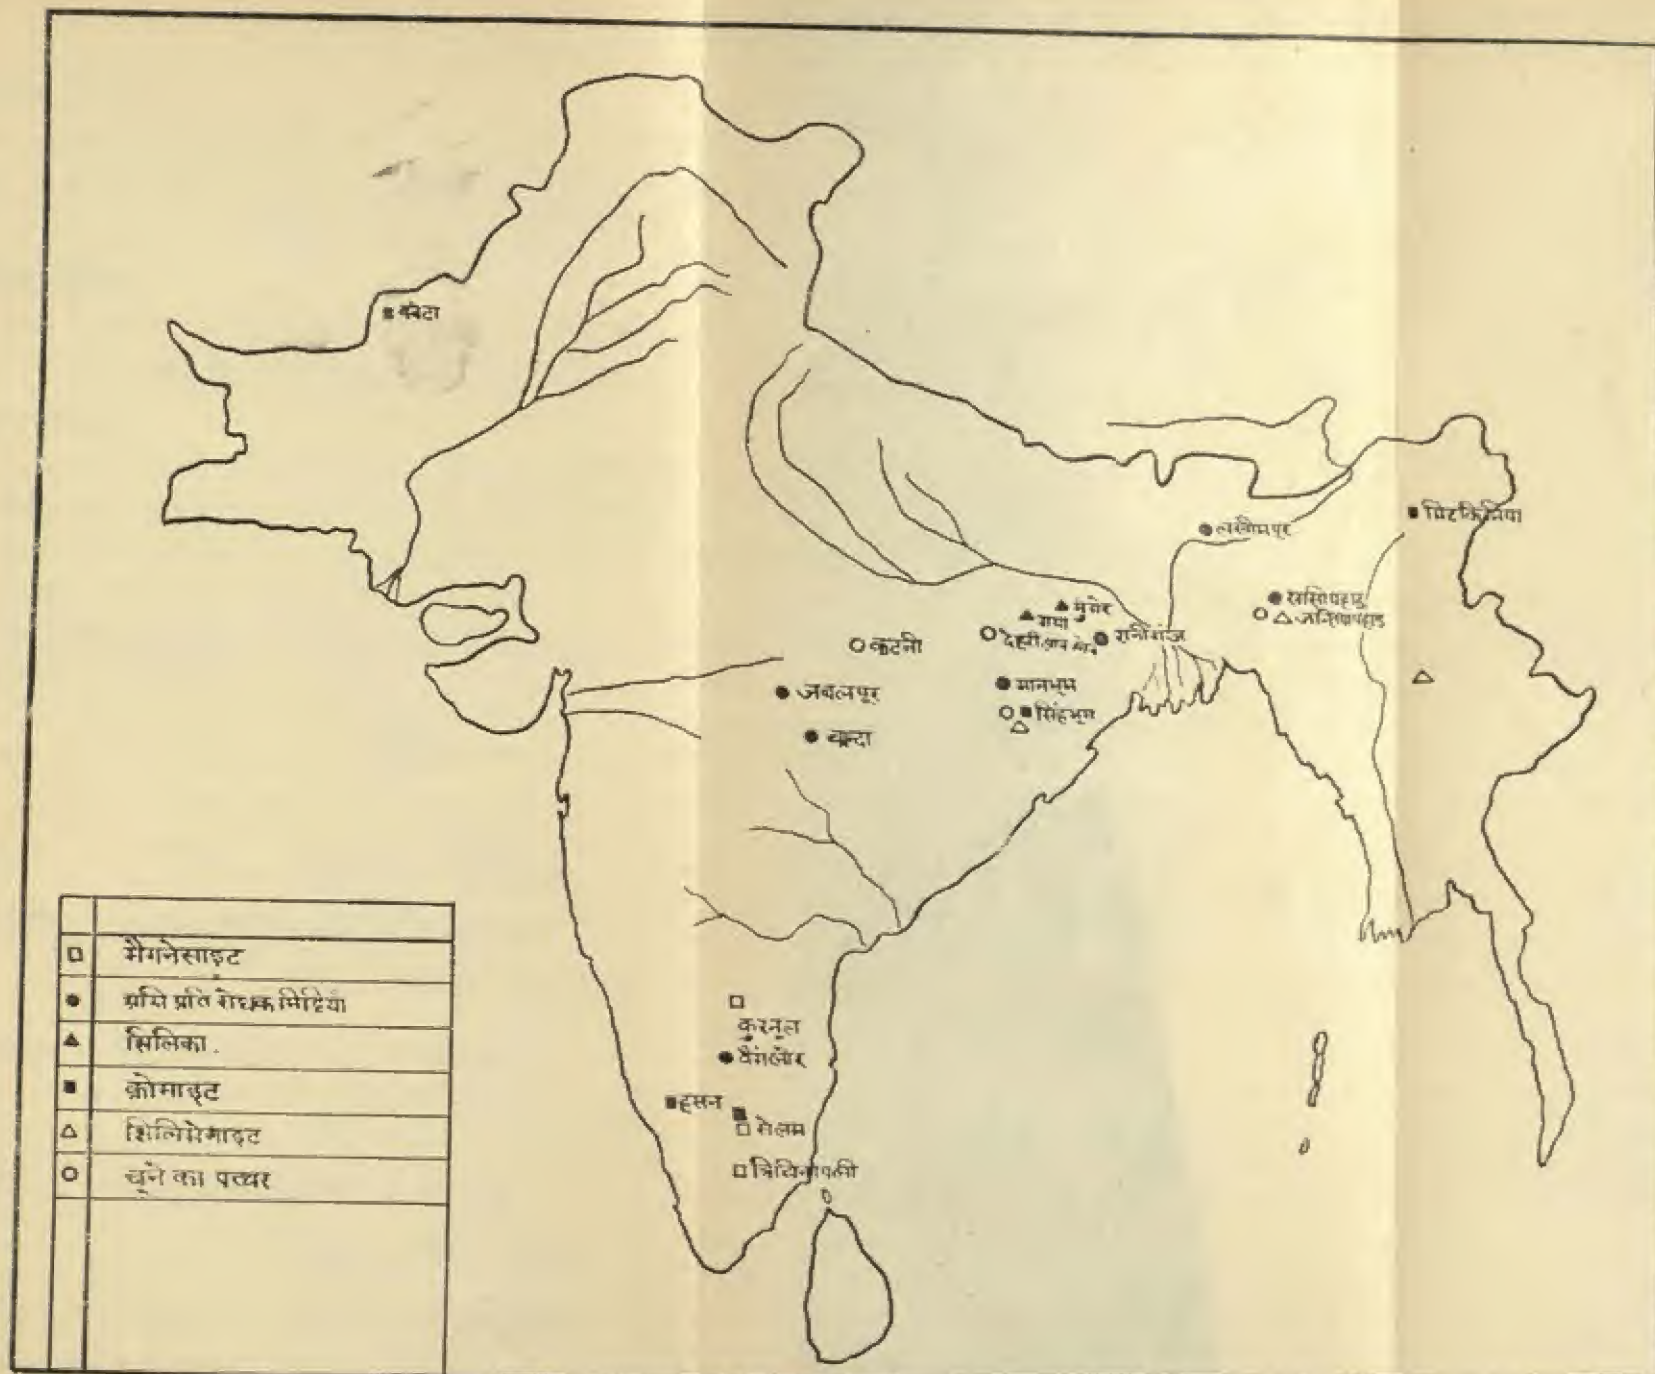 क्वेटा
मिटकिनिया
लखीमपूर
खसियापहाड़
जन्तियापहाड़
मुंगेर
गया
रानीगंज
देहरी आन सोन
कटनी
मानभूम
जबलपूर
सिंहभूम
चान्दा
कुरनूल
बैंगलौर
हसन
सेलम
त्रिचिनापली
मैगनेसाइट
अग्नि प्रति रोधक मिट्टियां
सिलिका
क्रोमाइट
शिलिमेनाइट
चूने का पत्थर